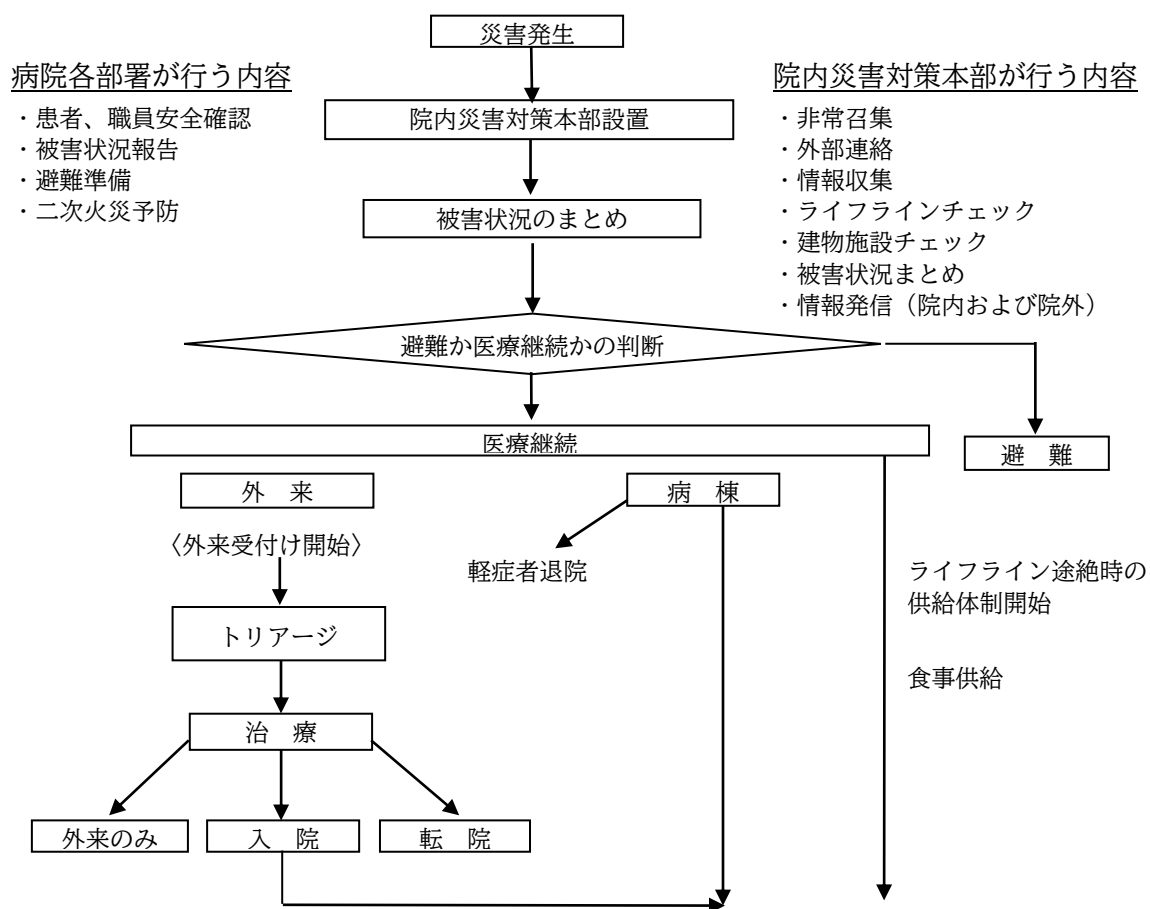 災害発生
病院各部署が行う内容
・患者、職員安全確認
・被害状況報告
・避難準備
・二次火災予防
院内災害対策本部設置
被害状況のまとめ
院内災害対策本部が行う内容
・非常召集
・外部連絡
・情報収集
・ライフラインチェック
・建物施設チェック
・被害状況まとめ
・情報発信（院内および院外）
避難か医療継続かの判断
医療継続
避　難
外　来
病　棟
〈外来受付け開始〉
軽症者退院
ライフライン途絶時の
供給体制開始
トリアージ
食事供給
治　療
外来のみ
入　院
転　院